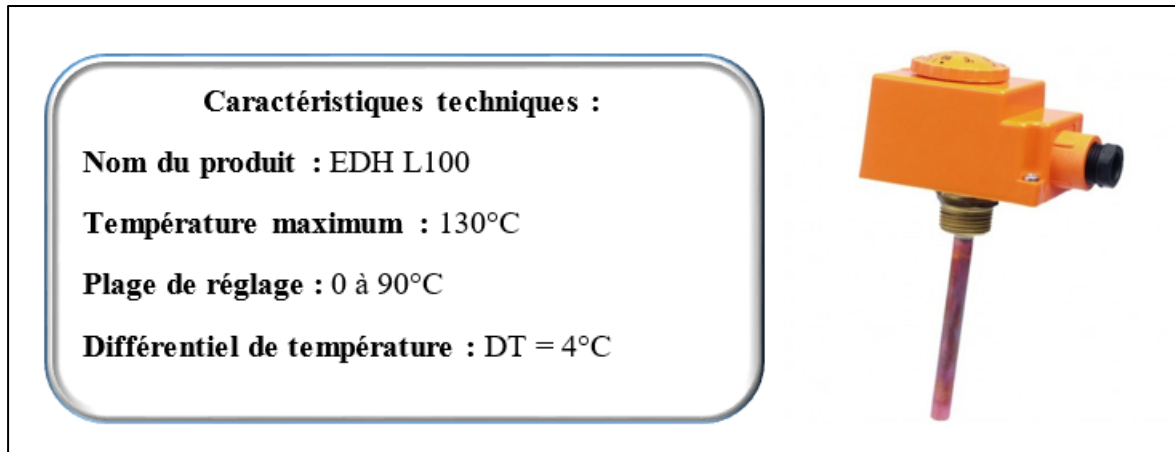 Caractéristiques techniques :
Nom du produit : EDH L100
Température maximum : 130°C
Plage de réglage : 0 à 90°C
Différentiel de température : DT = 4°C